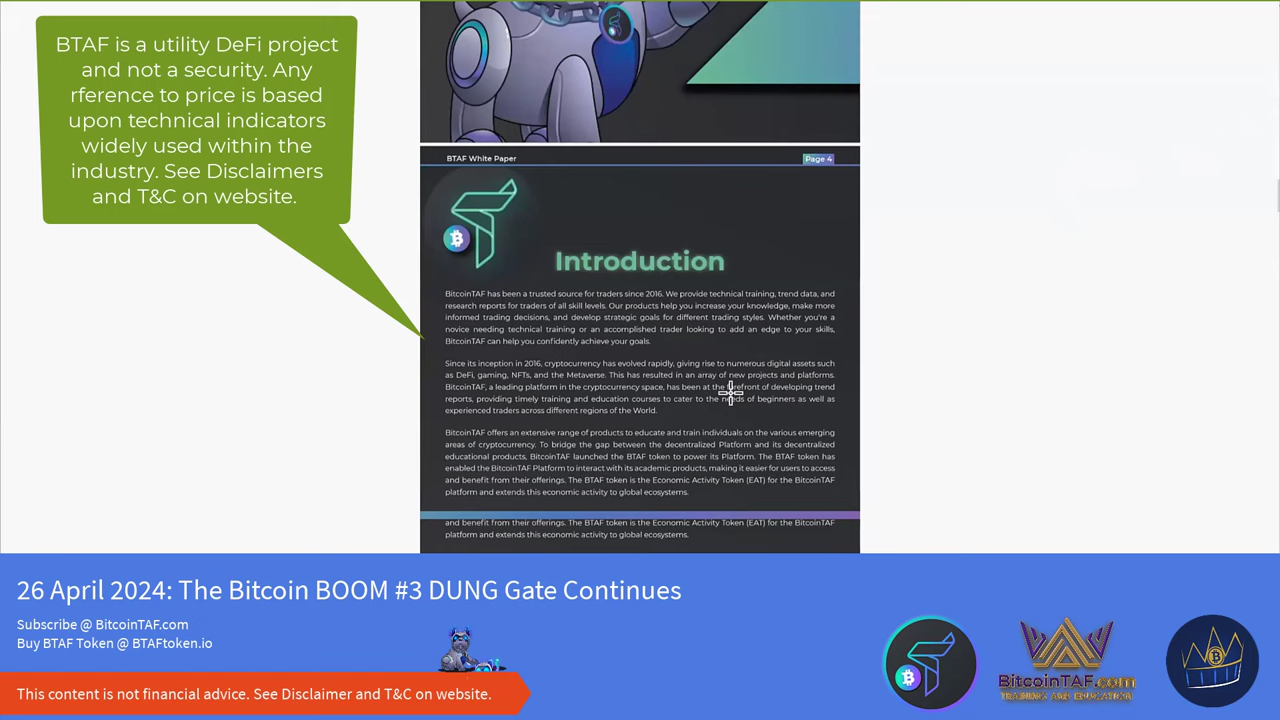 BTAF is a utility DeFi project
and not a security. Any
rference to price is based
upon technical indicators
widely used within the
industry. See Disclaimers
and T&C on website.
BTAF White Paper
Page 4
Introduction
BitcoinTAF has been a trusted source for traders since 2016. We provide technical training, trend data, and
research reports for traders of all skill levels. Our products help you increase your knowledge, make more
informed trading decisions, and develop strategic goals for different trading styles. Whether you're a
novice needing technical training or an accomplished trader looking to add an edge to your skills,
BitcoinTAF can help you confidently achieve your goals.
Since its inception in 2016, cryptocurrency has evolved rapidly, giving rise to numerous digital assets such
as DeFi, gaming, NFTs, and the Metaverse. This has resulted in an array of new projects and platforms.
BitcoinTAF, a leading platform in the cryptocurrency space, has been at the forefront of developing trend
reports, providing timely training and education courses to cater to the needs of beginners as well as
experienced traders across different regions of the World.
BitcoinTAF offers an extensive range of products to educate and train individuals on the various emerging
areas of cryptocurrency. To bridge the gap between the decentralized Platform and its decentralized
educational products, BitcoinTAF launched the BTAF token to power its Platform. The BTAF token has
enabled the BitcoinTAF Platform to interact with its academic products, making it easier for users to access
and benefit from their offerings. The BTAF token is the Economic Activity Token (EAT) for the BitcoinTAF
platform and extends this economic activity to global ecosystems.
and benefit from their offerings. The BTAF token is the Economic Activity Token (EAT) for the BitcoinTAF
platform and extends this economic activity to global ecosystems.
26 April 2024: The Bitcoin BOOM #3 DUNG Gate Continues
Subscribe @ BitcoinTAF.com
Buy BTAF Token @ BTAFtoken.io
This content is not financial advice. See Disclaimer and T&C on website.
BitcoinTAF.com
TRADING AND EDUCATION